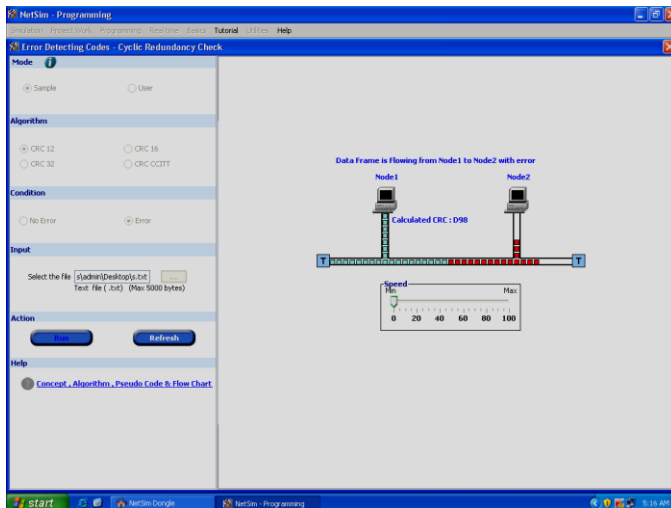 NetSim - Programming
Simulation Project Work Programming Real time Basics Tutorial Utilities Help
Error Detecting Codes - Cyclic Redundancy Check
Mode
Sample User
Algorithm
CRC 12 CRC 16
CRC 32 CRC CCITT
Condition
No Error Error
Input
Select the file s\admin\Desktop\s.txt ...
Text file ( .txt) (Max 5000 bytes)
Action
Run Refresh
Help
Concept , Algorithm , Pseudo Code & Flow Chart
Data Frame is Flowing from Node1 to Node2 with error
Node1 Node2
Calculated CRC : D98
T T
Speed
Min Max
0 20 40 60 80 100
start NetSim Dongle NetSim - Programming 5:16 AM